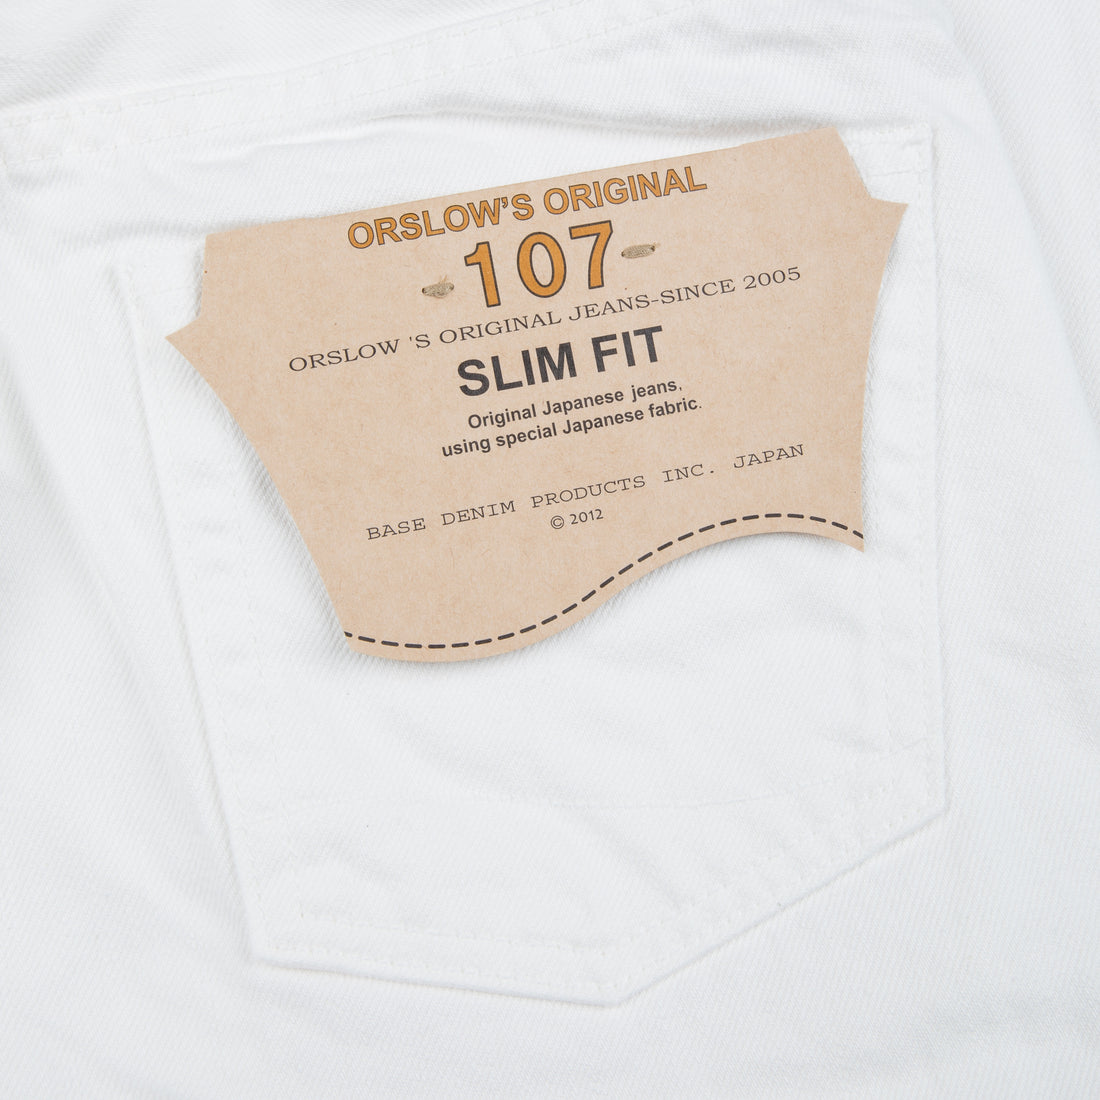 ORSLOW'S ORIGINAL
107
ORSLOW 'S ORIGINAL JEANS-SINCE 2005
SLIM FIT
Original Japanese jeans,
using special Japanese fabric.
BASE DENIM PRODUCTS INC. JAPAN
© 2012